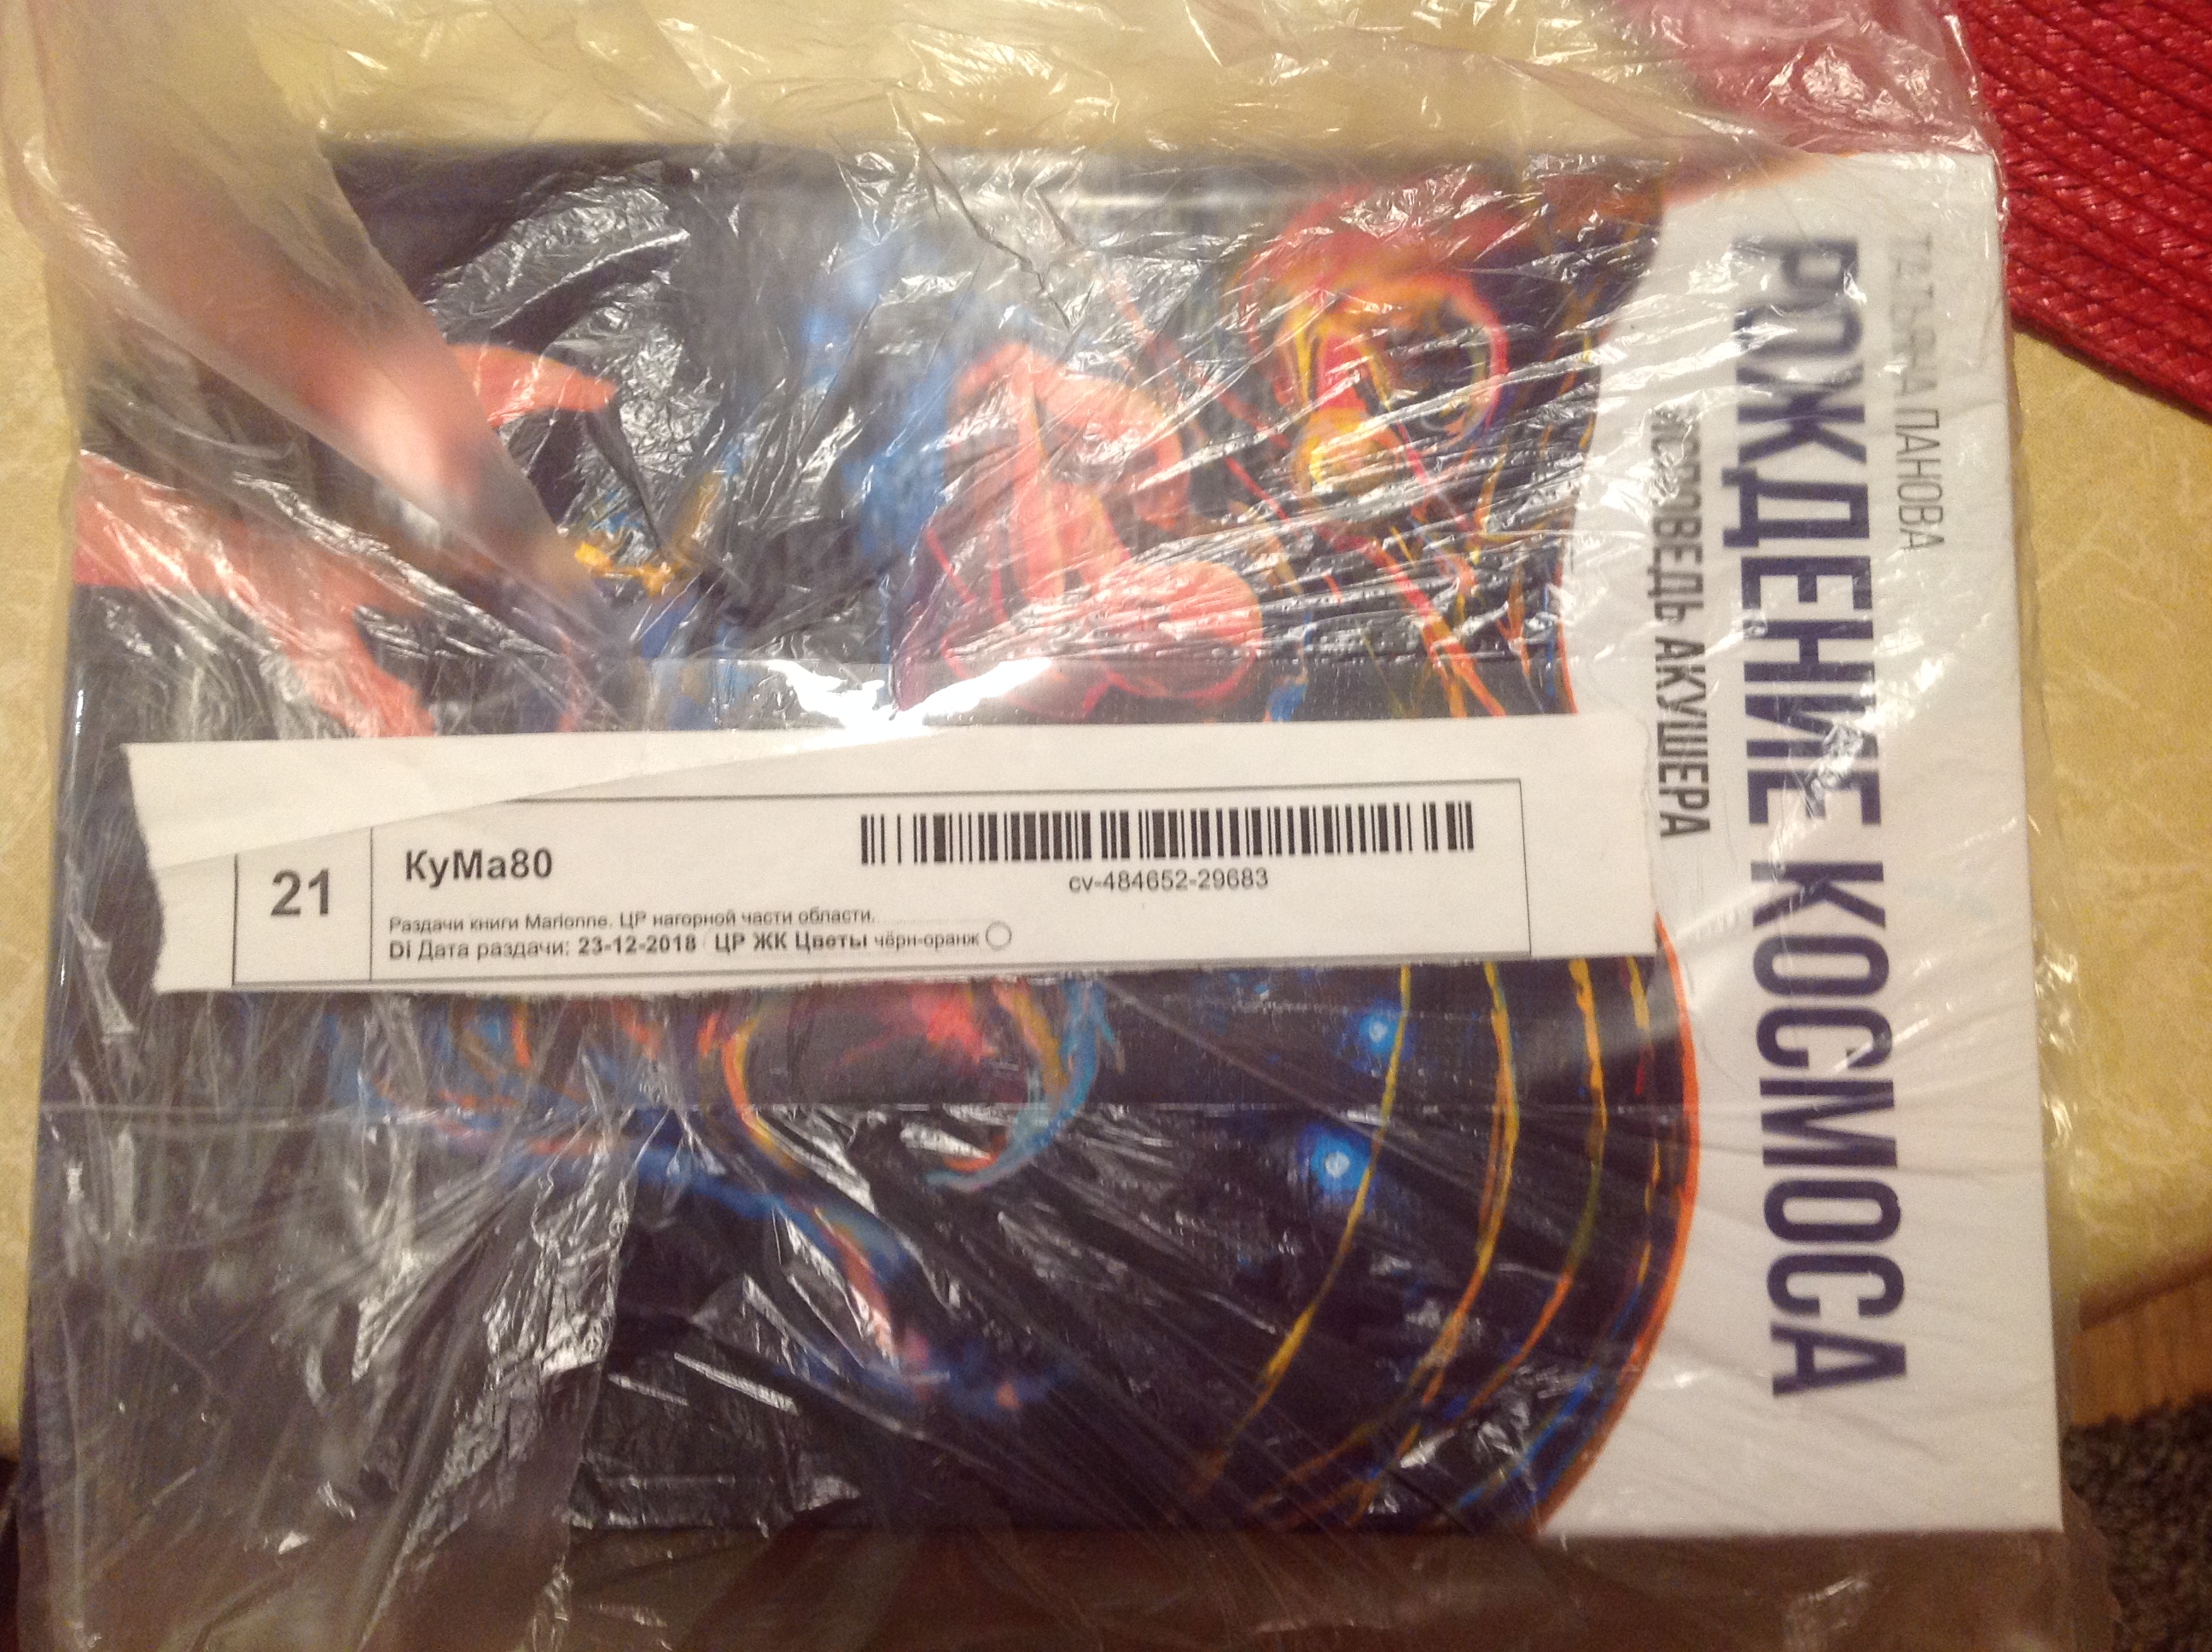 ТАТЬЯНА ПАНОВА
РОЖДЕНИЕ КОСМОСА
ИСПОВЕДЬ АКУШЕРА
21
КуМа80
cv-484652-29683
Раздачи книги Marionne. ЦР нагорной части области.
Di Дата раздачи: 23-12-2018 ЦР ЖК Цветы чёрн-оранж